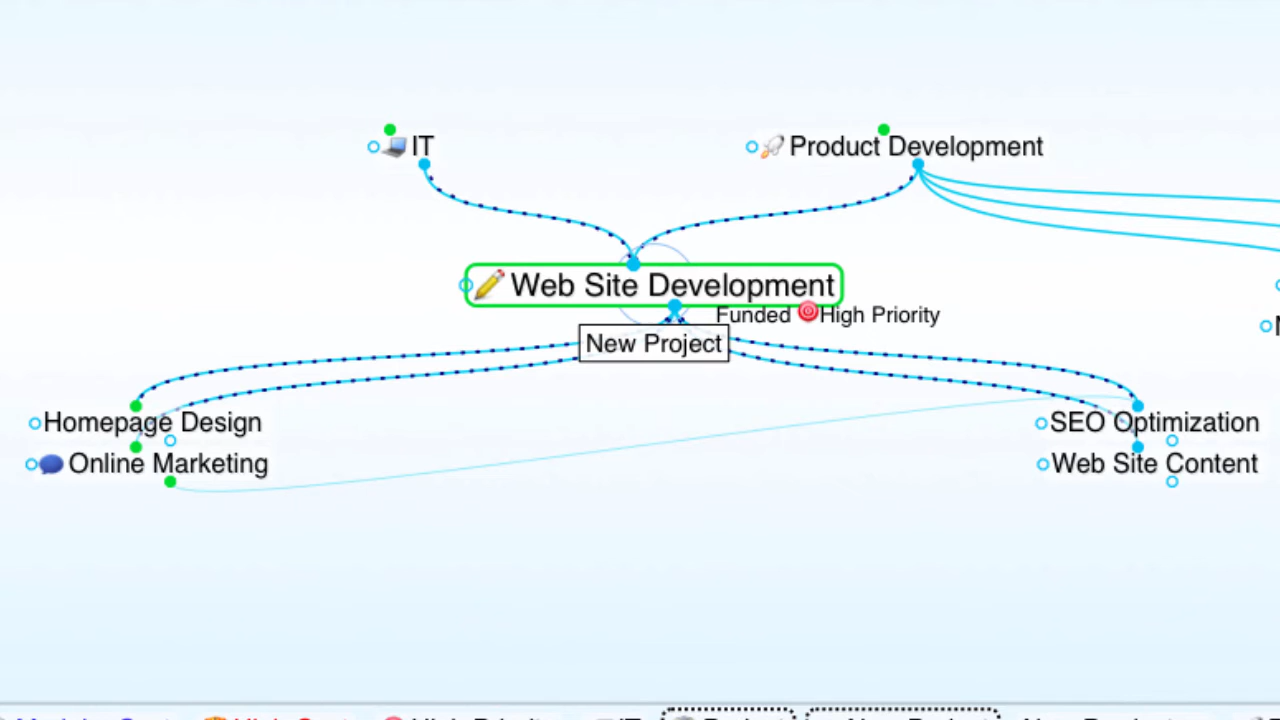 IT
Product Development
Web Site Development
Funded High Priority
New Project
Homepage Design
SEO Optimization
Online Marketing
Web Site Content